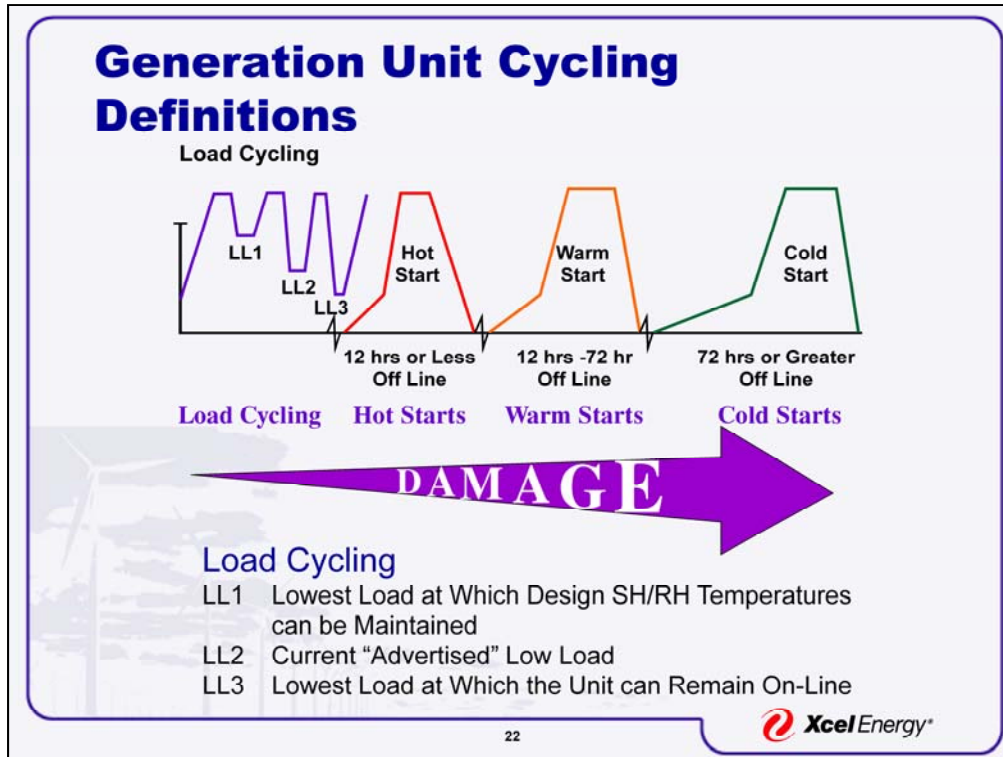 Generation Unit Cycling
Definitions
Load Cycling
LL1
LL2
LL3
Hot
Start
Warm
Start
Cold
Start
12 hrs or Less
Off Line
12 hrs -72 hr
Off Line
72 hrs or Greater
Off Line
Load Cycling
Hot Starts
Warm Starts
Cold Starts
DAMAGE
Load Cycling
LL1 Lowest Load at Which Design SH/RH Temperatures
can be Maintained
LL2 Current “Advertised” Low Load
LL3 Lowest Load at Which the Unit can Remain On-Line
22
Xcel Energy®